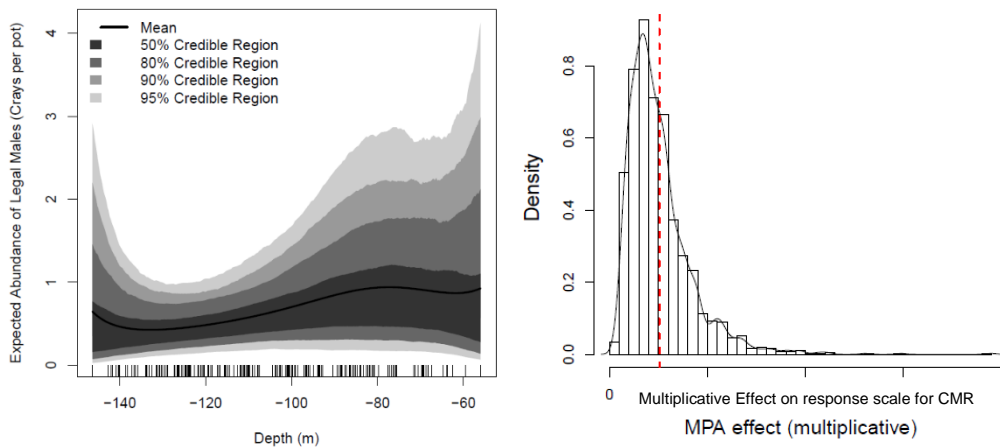 Expected Abundance of Legal Males (Crays per pot)
4
3
2
1
0
Mean
50% Credible Region
80% Credible Region
90% Credible Region
95% Credible Region
−140 −120 −100 −80 −60
Depth (m)
Density
0.8
0.6
0.4
0.2
0.0
0
Multiplicative Effect on response scale for CMR
MPA effect (multiplicative)